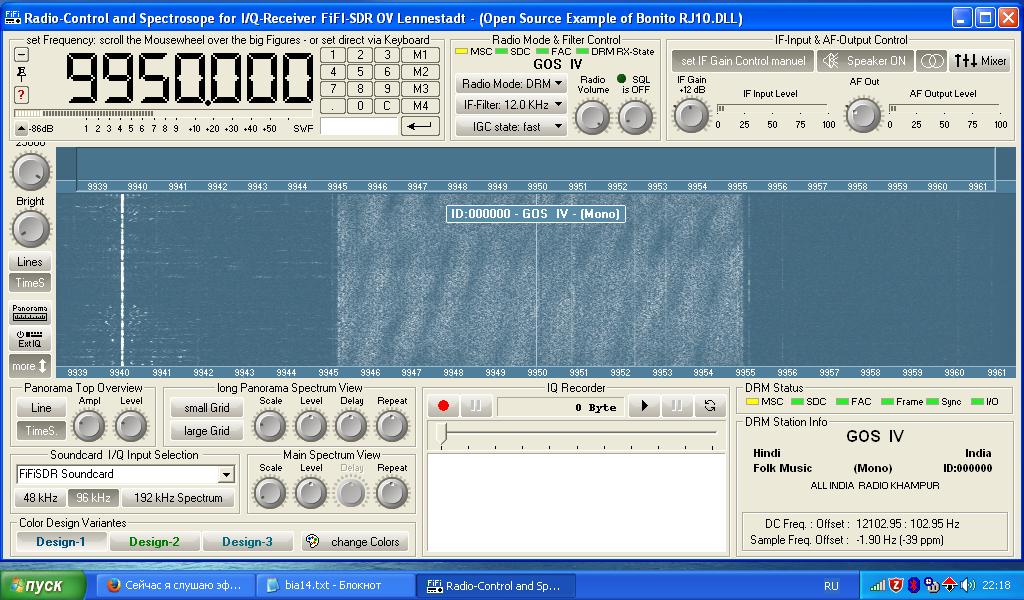 Radio-Control and Spectrosope for I/Q-Receiver FiFI-SDR OV Lennestadt - (Open Source Example of Bonito RJ10.DLL)
set Frequency: scroll the Mousewheel over the big Figures - or set direct via Keyboard
9950.000
1 2 3 M1
4 5 6 M2
7 8 9 M3
. 0 C M4
?
-86dB
1 2 3 4 5 6 7 8 9 +10 +20 +30 +40 +50 SWF
Radio Mode & Filter Control
MSC SDC FAC DRM RX-State
GOS IV
Radio Mode: DRM
IF-Filter: 12.0 KHz
IGC state: fast
Radio Volume
SQL is OFF
IF-Input & AF-Output Control
set IF Gain Control manuel
Speaker ON
Mixer
IF Gain
+12 dB
IF Input Level
0 25 50 75 100
AF Out
AF Output Level
0 25 50 75 100
Bright
Lines
TimeS
Panorama
ExtIQ
more
9939 9940 9941 9942 9943 9944 9945 9946 9947 9948 9949 9950 9951 9952 9953 9954 9955 9956 9957 9958 9959 9960 9961
ID:000000 - GOS IV - (Mono)
9939 9940 9941 9942 9943 9944 9945 9946 9947 9948 9949 9950 9951 9952 9953 9954 9955 9956 9957 9958 9959 9960 9961
Panorama Top Overview
Line
TimeS.
Ampl Level
long Panorama Spectrum View
small Grid
large Grid
Scale Level Delay Repeat
Soundcard I/Q Input Selection
FiFiSDR Soundcard
48 kHz 96 kHz 192 kHz Spectrum
Main Spectrum View
Scale Level Delay Repeat
Color Design Variantes
Design-1 Design-2 Design-3 change Colors
IQ Recorder
0 Byte
DRM Status
MSC SDC FAC Frame Sync I/O
DRM Station Info
GOS IV
Hindi India
Folk Music (Mono) ID:000000
ALL INDIA RADIO KHAMPUR
DC Freq. : Offset : 12102.95 : 102.95 Hz
Sample Freq. Offset : -1.90 Hz (-39 ppm)
пуск
Сейчас я слушаю эф...
bia14.txt - Блокнот
Radio-Control and Sp...
RU
22:18